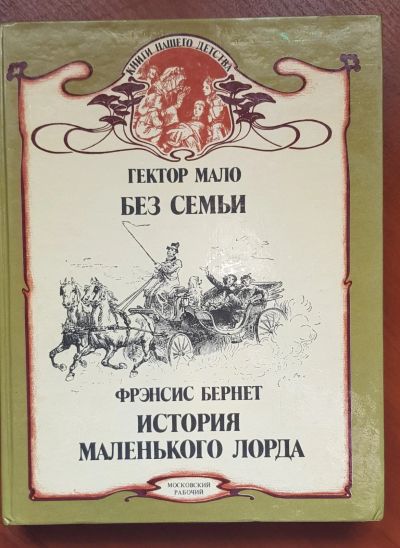 КНИГИ НАШЕГО ДЕТСТВА
ГЕКТОР МАЛО
БЕЗ СЕМЬИ
ФРЭНСИС БЕРНЕТ
ИСТОРИЯ
МАЛЕНЬКОГО ЛОРДА
МОСКОВСКИЙ
РАБОЧИЙ